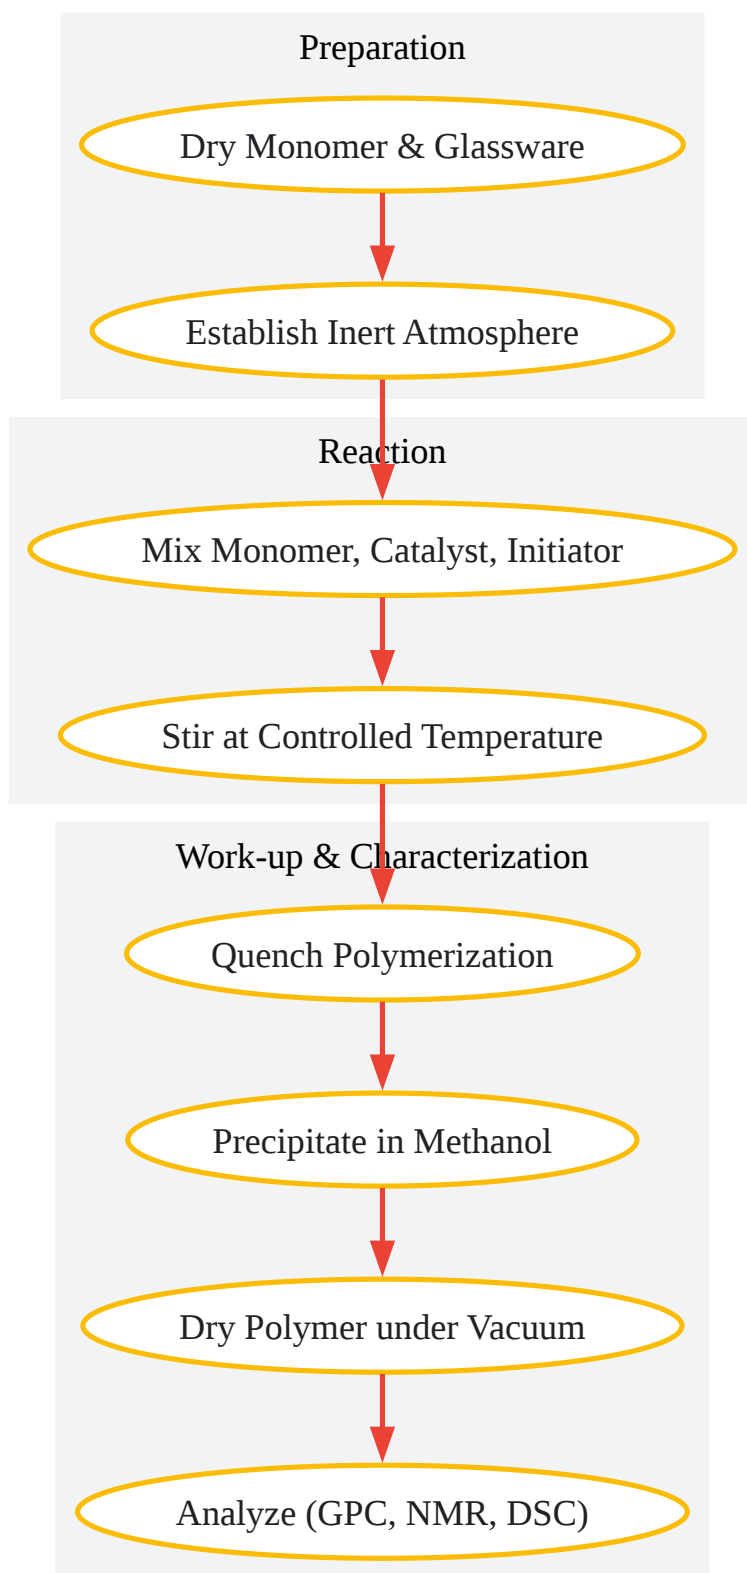 Preparation
Dry Monomer & Glassware
Establish Inert Atmosphere
Reaction
Mix Monomer, Catalyst, Initiator
Stir at Controlled Temperature
Work-up & Characterization
Quench Polymerization
Precipitate in Methanol
Dry Polymer under Vacuum
Analyze (GPC, NMR, DSC)